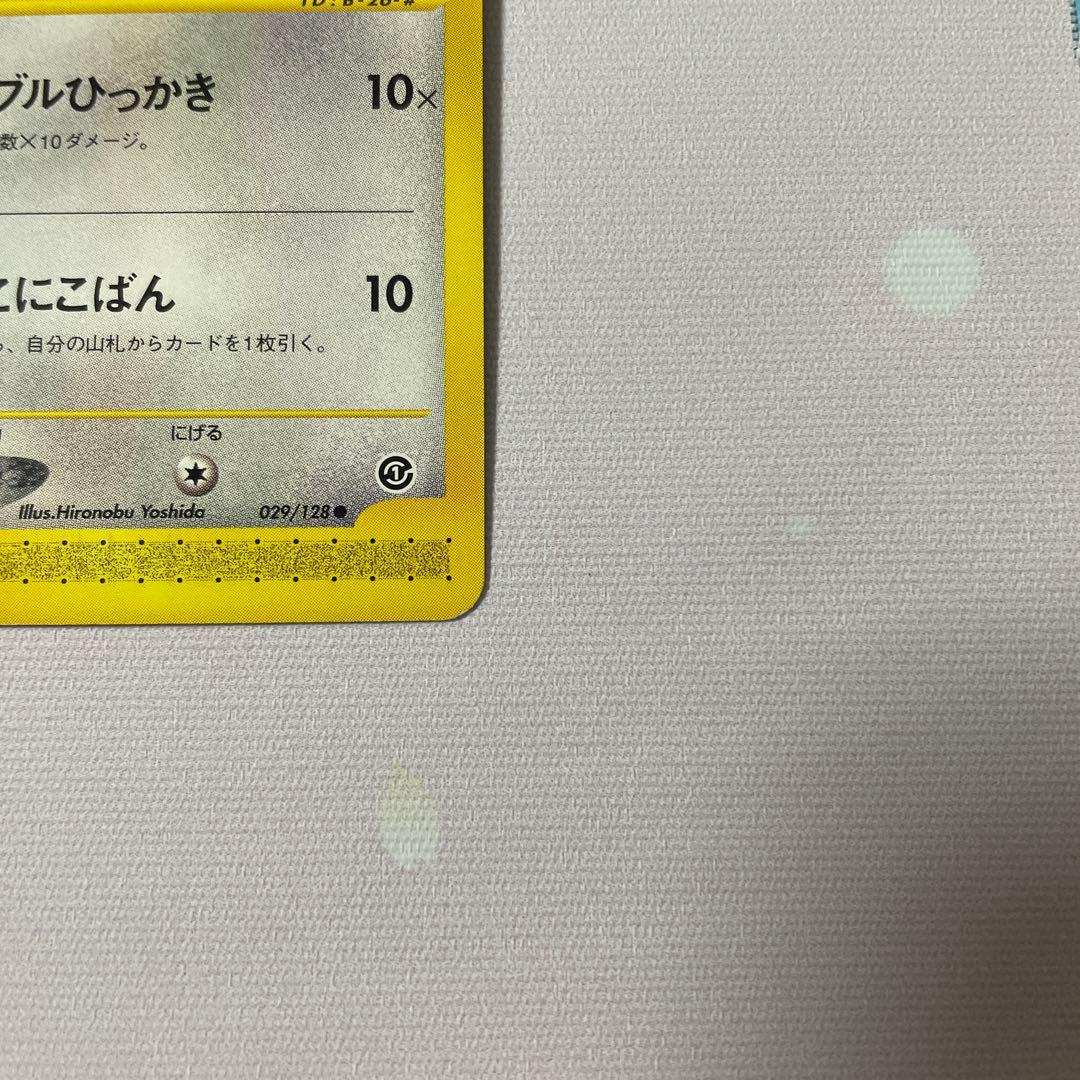 ブルひっかき 10×
数×10ダメージ。
こにこばん 10
、自分の山札からカードを1枚引く。
にげる
Illus.Hironobu Yoshida 029/128●